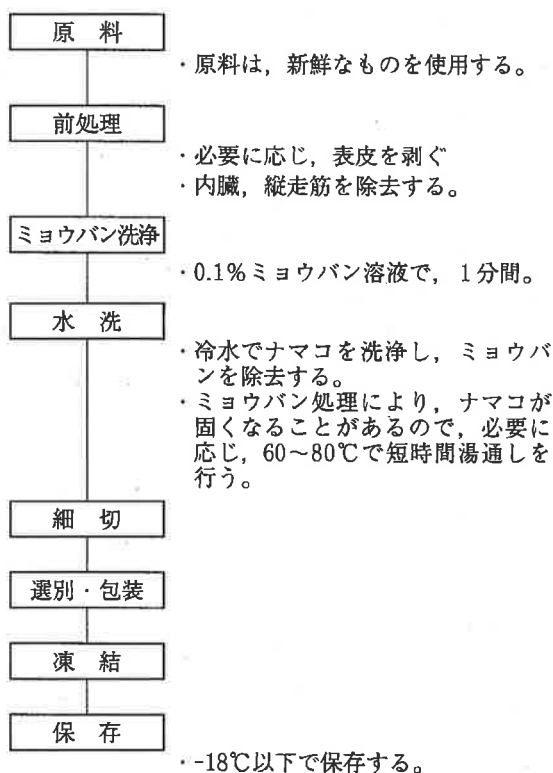 原　料
・原料は，新鮮なものを使用する。
前処理
・必要に応じ，表皮を剥ぐ
・内臓，縦走筋を除去する。
ミョウバン洗浄
・0.1%ミョウバン溶液で，1分間。
水　洗
・冷水でナマコを洗浄し，ミョウバ
ンを除去する。
・ミョウバン処理により，ナマコが
固くなることがあるので，必要に
応じ，60～80℃で短時間湯通しを
行う。
細　切
選別・包装
凍　結
保　存
・-18℃以下で保存する。